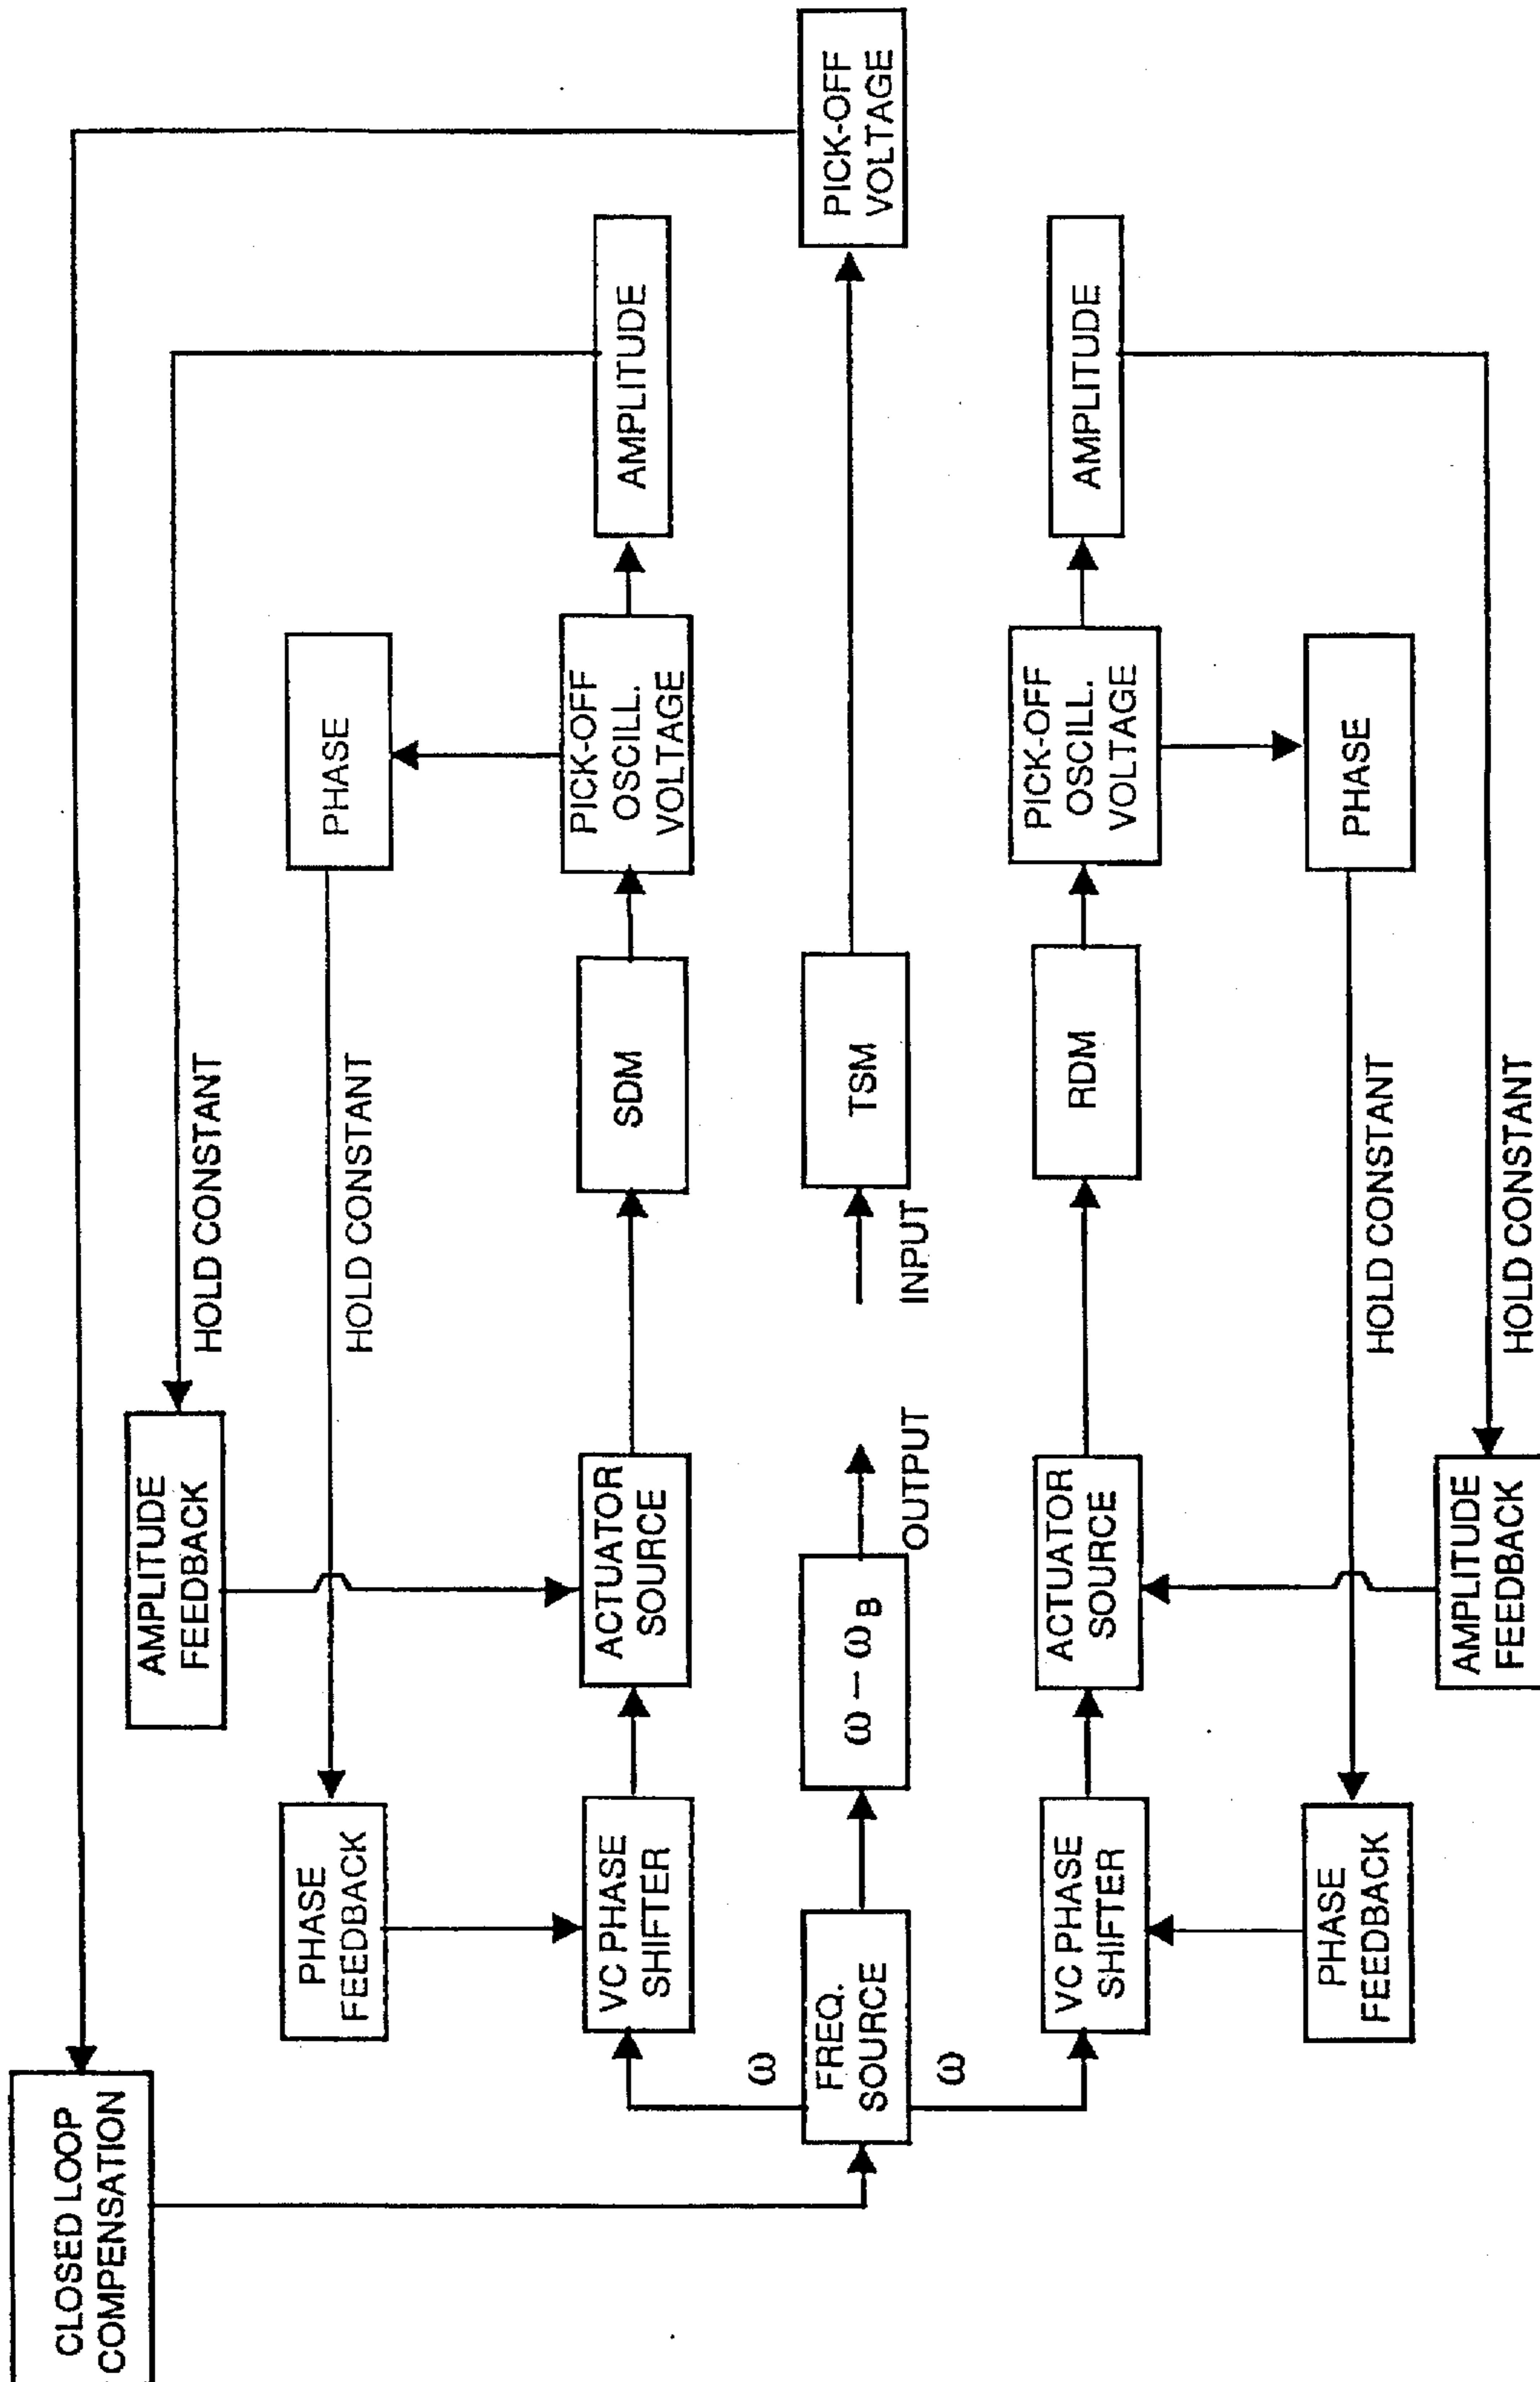 CLOSED LOOP
COMPENSATION
AMPLITUDE
FEEDBACK
HOLD CONSTANT
PHASE
FEEDBACK
HOLD CONSTANT
PHASE
VC PHASE
SHIFTER
ACTUATOR
SOURCE
SDM
PICK-OFF
OSCILL.
VOLTAGE
AMPLITUDE
ω
FREQ.
SOURCE
ω − ωB
OUTPUT
INPUT
TSM
PICK-OFF
VOLTAGE
ω
VC PHASE
SHIFTER
ACTUATOR
SOURCE
RDM
PICK-OFF
OSCILL.
VOLTAGE
AMPLITUDE
PHASE
FEEDBACK
HOLD CONSTANT
PHASE
AMPLITUDE
FEEDBACK
HOLD CONSTANT